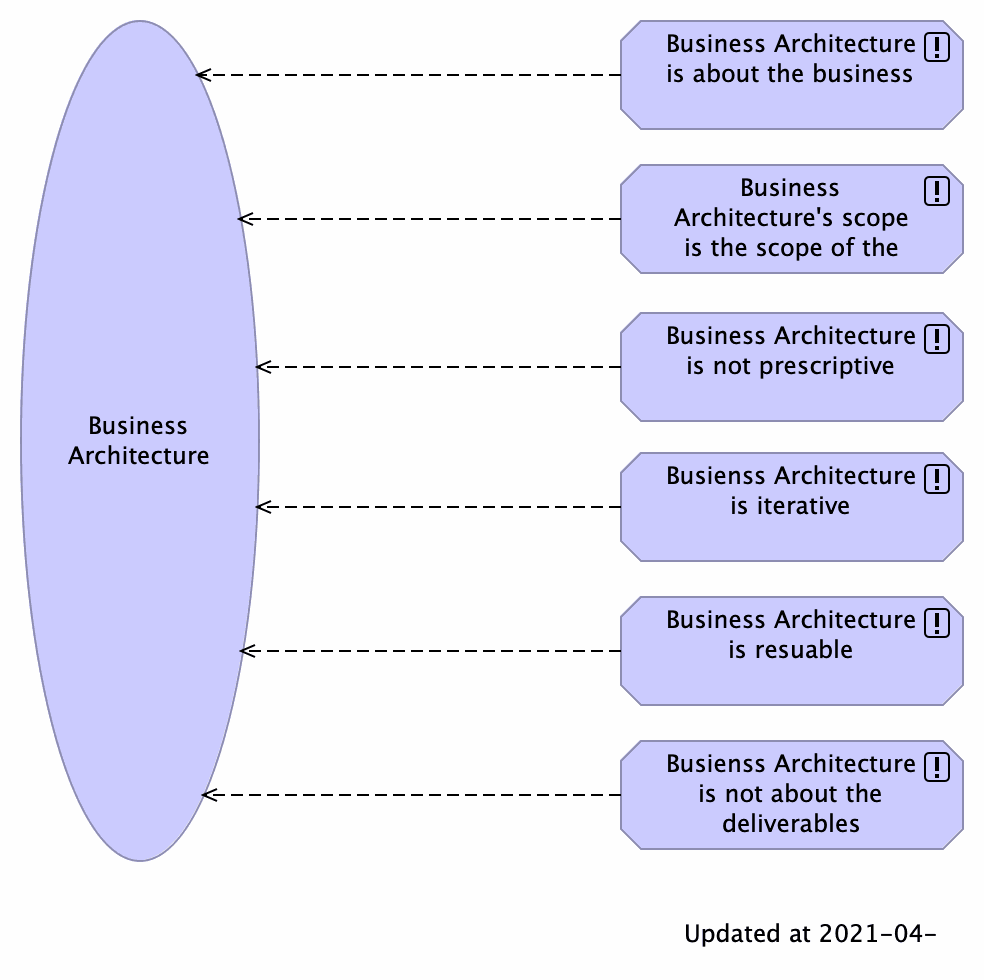 Business Architecture
is about the business
Business
Architecture's scope
is the scope of the
Business Architecture
is not prescriptive
Business
Architecture
Busienss Architecture
is iterative
Business Architecture
is resuable
Busienss Architecture
is not about the
deliverables
Updated at 2021-04-